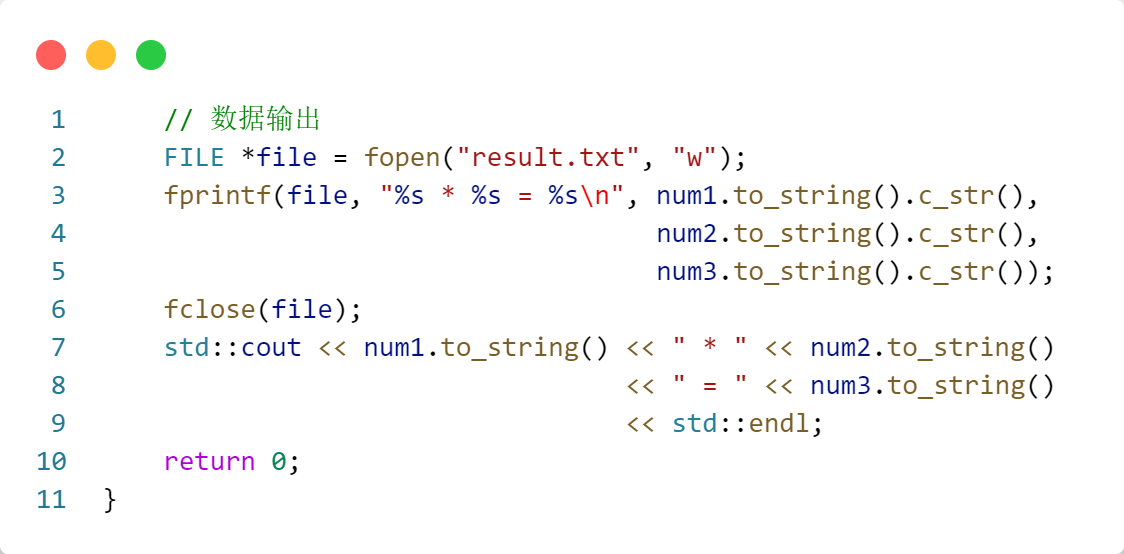 1 // 数据输出
2 FILE *file = fopen("result.txt", "w");
3 fprintf(file, "%s * %s = %s\n", num1.to_string().c_str(),
4 num2.to_string().c_str(),
5 num3.to_string().c_str());
6 fclose(file);
7 std::cout << num1.to_string() << " * " << num2.to_string()
8 << " = " << num3.to_string()
9 << std::endl;
10 return 0;
11 }